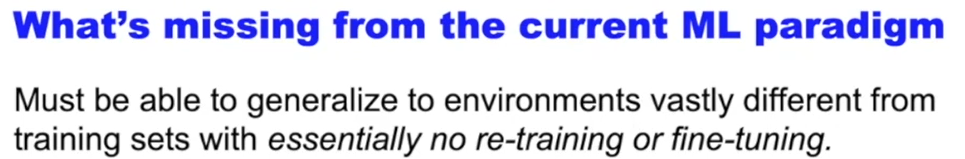 What's missing from the current ML paradigm
Must be able to generalize to environments vastly different from
training sets with essentially no re-training or fine-tuning.